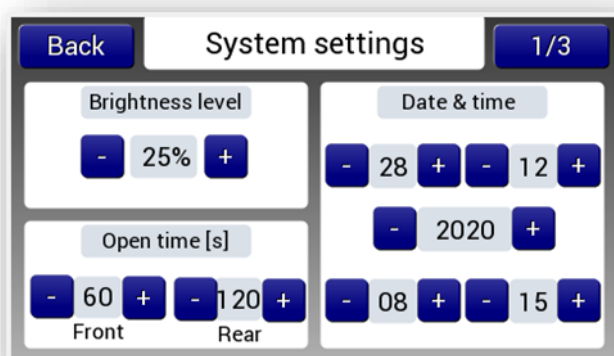 Back System settings 1/3
Brightness level
- 25% +
Open time [s]
- 60 + - 120 +
Front Rear
Date & time
- 28 + - 12 +
- 2020 +
- 08 + - 15 +